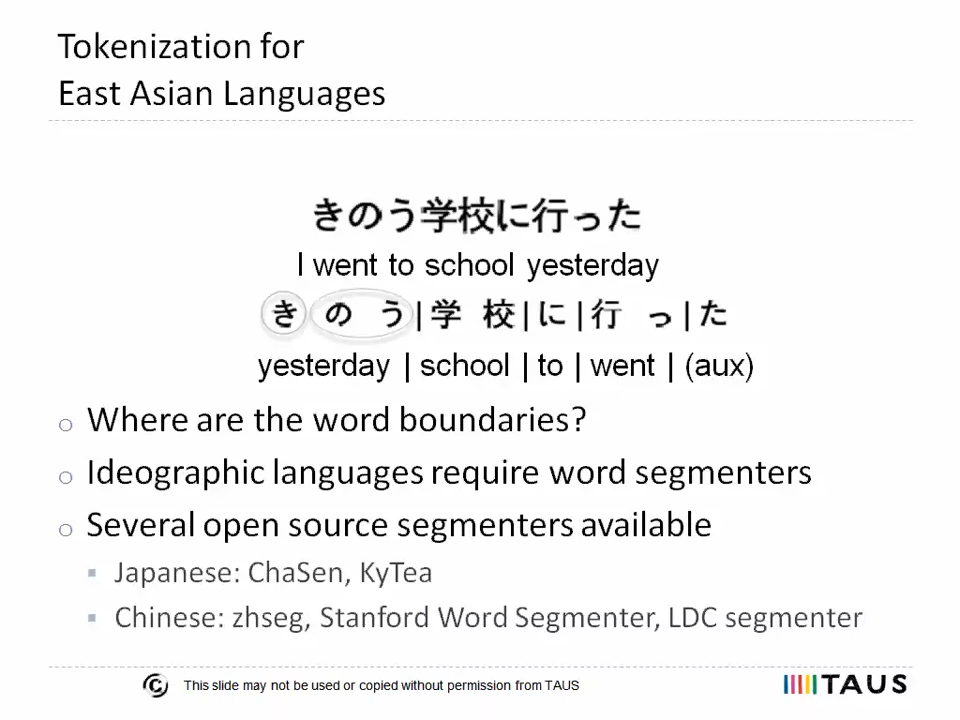 Tokenization for
East Asian Languages
きのう学校に行った
I went to school yesterday
き の う|学 校|に|行 っ|た
yesterday | school | to | went | (aux)
o Where are the word boundaries?
o Ideographic languages require word segmenters
o Several open source segmenters available
▪ Japanese: ChaSen, KyTea
▪ Chinese: zhseg, Stanford Word Segmenter, LDC segmenter
This slide may not be used or copied without permission from TAUS
TAUS